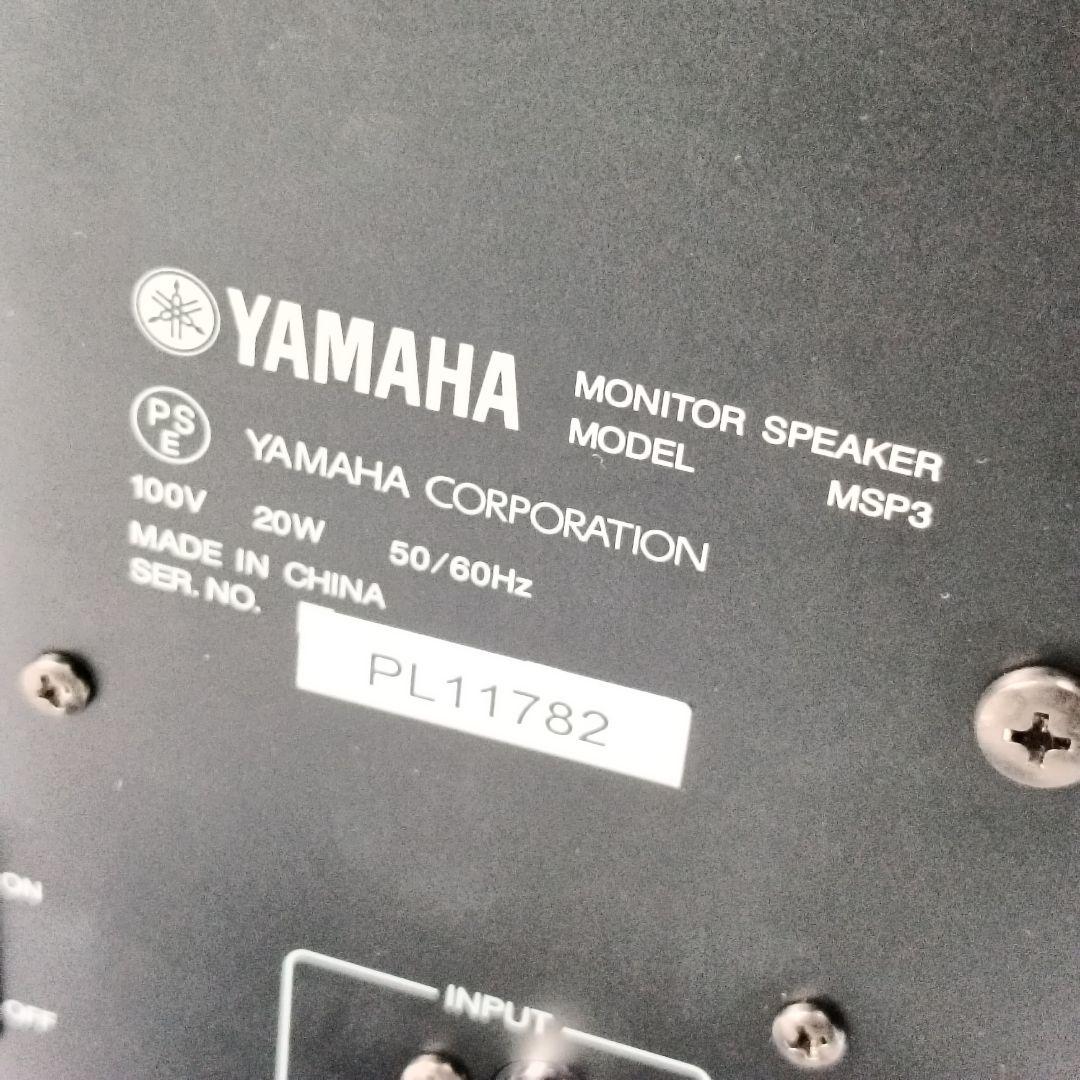 YAMAHA
MONITOR SPEAKER
MODEL MSP3
PSE
YAMAHA CORPORATION
100V 20W 50/60Hz
MADE IN CHINA
SER. NO.
PL11782
ON
OFF
INPUT